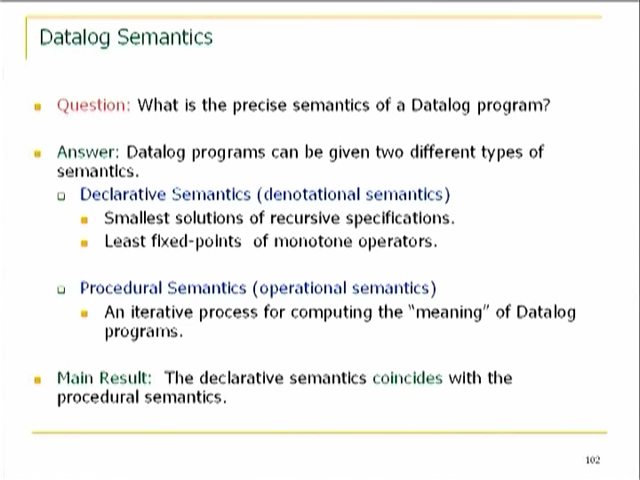 Datalog Semantics
Question: What is the precise semantics of a Datalog program?
Answer: Datalog programs can be given two different types of
semantics.
Declarative Semantics (denotational semantics)
Smallest solutions of recursive specifications.
Least fixed-points of monotone operators.
Procedural Semantics (operational semantics)
An iterative process for computing the “meaning” of Datalog
programs.
Main Result: The declarative semantics coincides with the
procedural semantics.
102